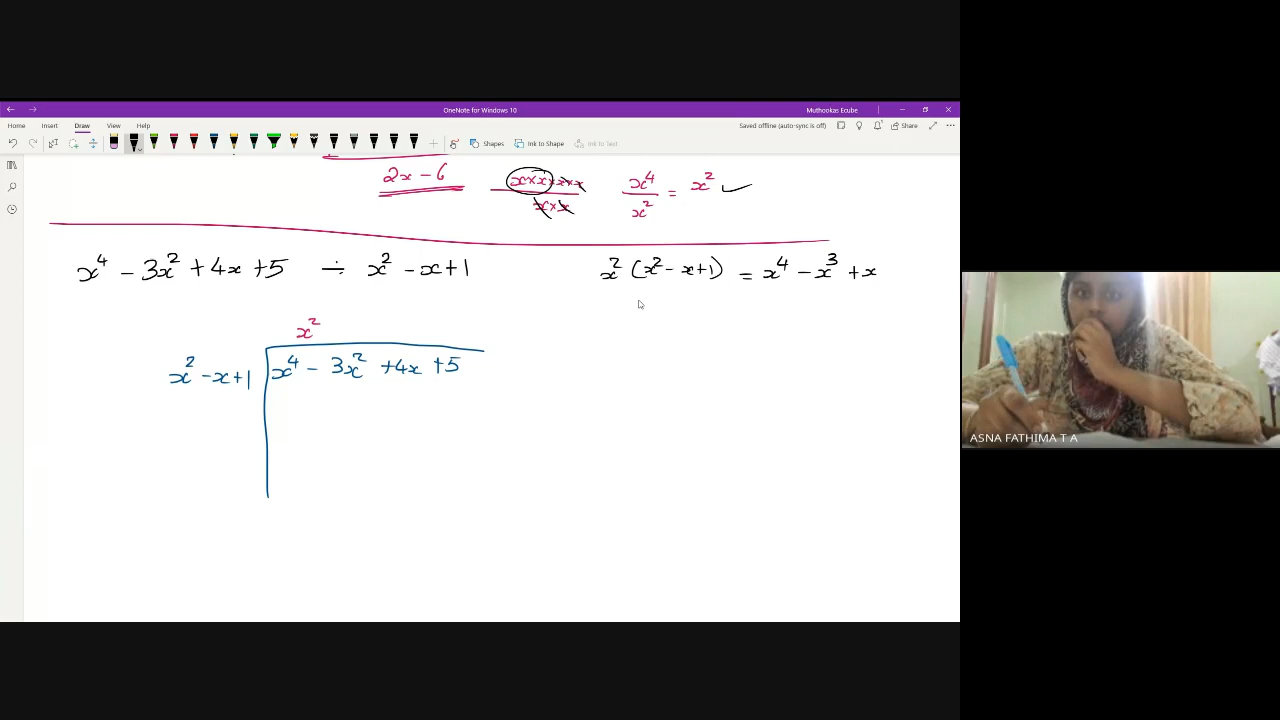 OneNote for Windows 10
Muthookas Ecube
Home Insert Draw View Help
Saved offline (auto-sync is off) Share
Shapes Ink to Shape Ink to Text
2x - 6
x×x×x×x
x×x
x⁴
x² = x² ✓
x⁴ - 3x² + 4x + 5 ÷ x² - x + 1
x² (x² - x + 1) = x⁴ - x³ + x
x²
x² - x + 1 x⁴ - 3x² + 4x + 5
ASNA FATHIMA T A